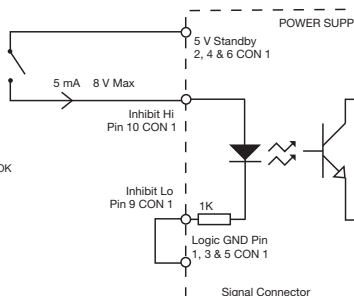 POWER SUPP
5 V Standby
2, 4 & 6 CON 1
5 mA 8 V Max
Inhibit Hi
Pin 10 CON 1
OK
Inhibit Lo
Pin 9 CON 1
1K
Logic GND Pin
1, 3 & 5 CON 1
Signal Connector